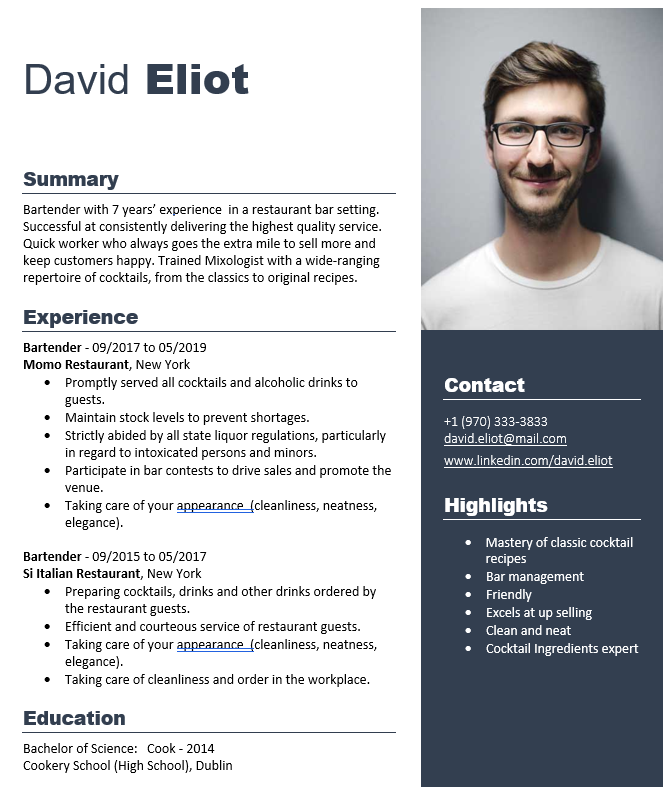 David Eliot
Summary
Bartender with 7 years’ experience  in a restaurant bar setting.
Successful at consistently delivering the highest quality service.
Quick worker who always goes the extra mile to sell more and
keep customers happy. Trained Mixologist with a wide-ranging
repertoire of cocktails, from the classics to original recipes.
Experience
Bartender - 09/2017 to 05/2019
Momo Restaurant, New York
• Promptly served all cocktails and alcoholic drinks to
guests.
• Maintain stock levels to prevent shortages.
• Strictly abided by all state liquor regulations, particularly
in regard to intoxicated persons and minors.
• Participate in bar contests to drive sales and promote the
venue.
• Taking care of your appearance  (cleanliness, neatness,
elegance).
Bartender - 09/2015 to 05/2017
Si Italian Restaurant, New York
• Preparing cocktails, drinks and other drinks ordered by
the restaurant guests.
• Efficient and courteous service of restaurant guests.
• Taking care of your appearance  (cleanliness, neatness,
elegance).
• Taking care of cleanliness and order in the workplace.
Education
Bachelor of Science:   Cook - 2014
Cookery School (High School), Dublin
Contact
+1 (970) 333-3833
david.eliot@mail.com
www.linkedin.com/david.eliot
Highlights
• Mastery of classic cocktail
recipes
• Bar management
• Friendly
• Excels at up selling
• Clean and neat
• Cocktail Ingredients expert